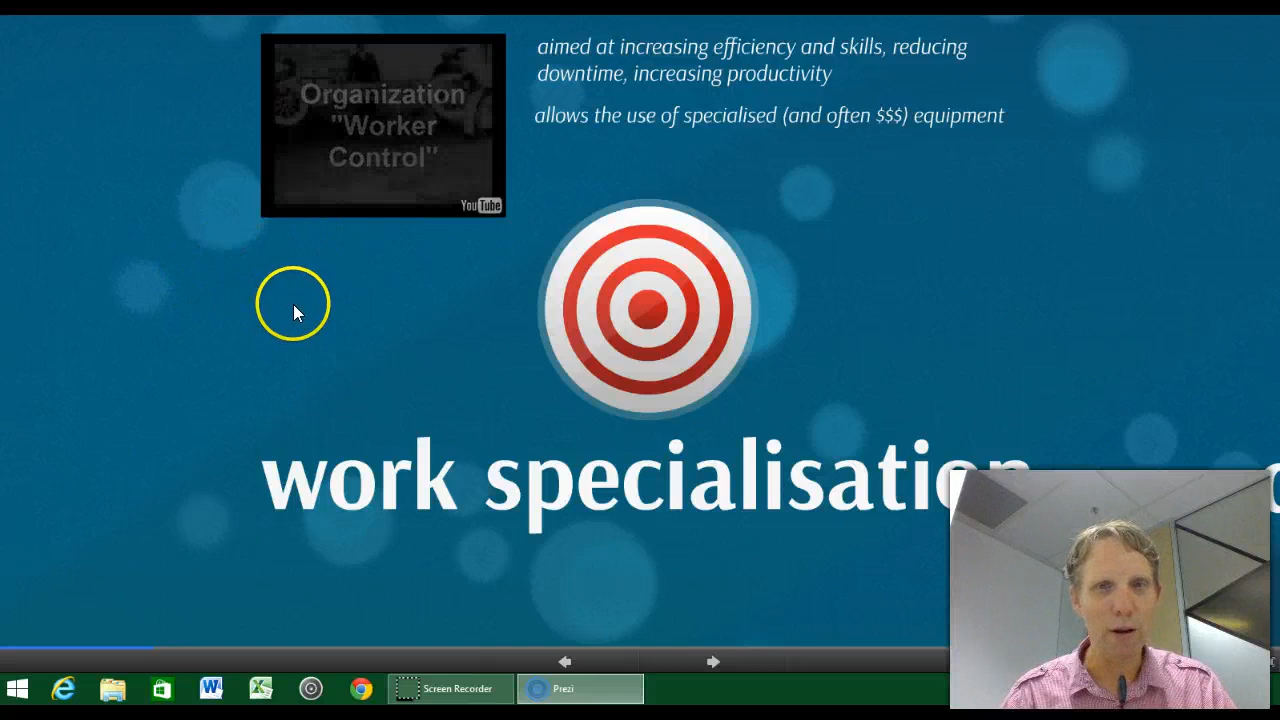 aimed at increasing efficiency and skills, reducing
downtime, increasing productivity
allows the use of specialised (and often $$$) equipment
Organization
"Worker
Control"
YouTube
work specialisation
Screen Recorder
Prezi